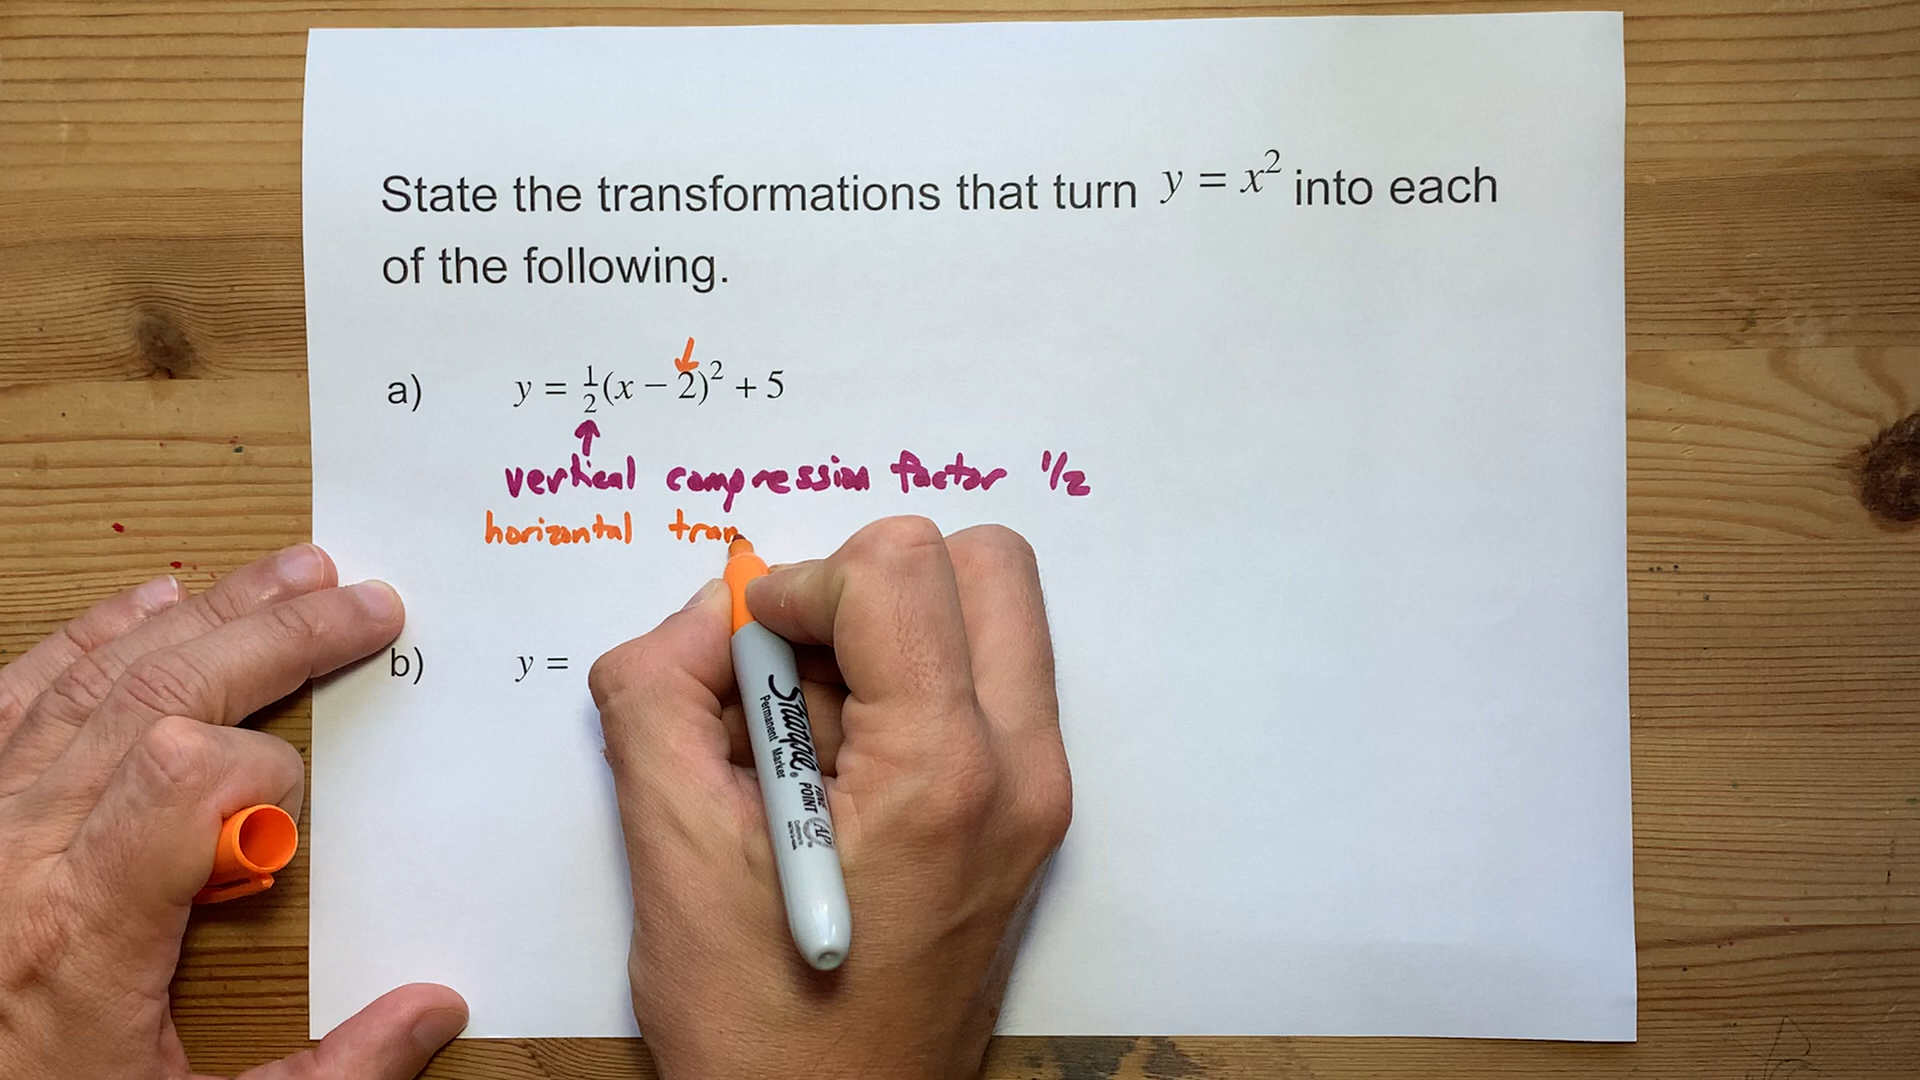 State the transformations that turn y = x² into each
of the following.
a) y = ½(x − 2)² + 5
vertical compression factor 1/2
horizontal tran
b) y =
Sharpie®
Permanent Marker
FINE
POINT
AP